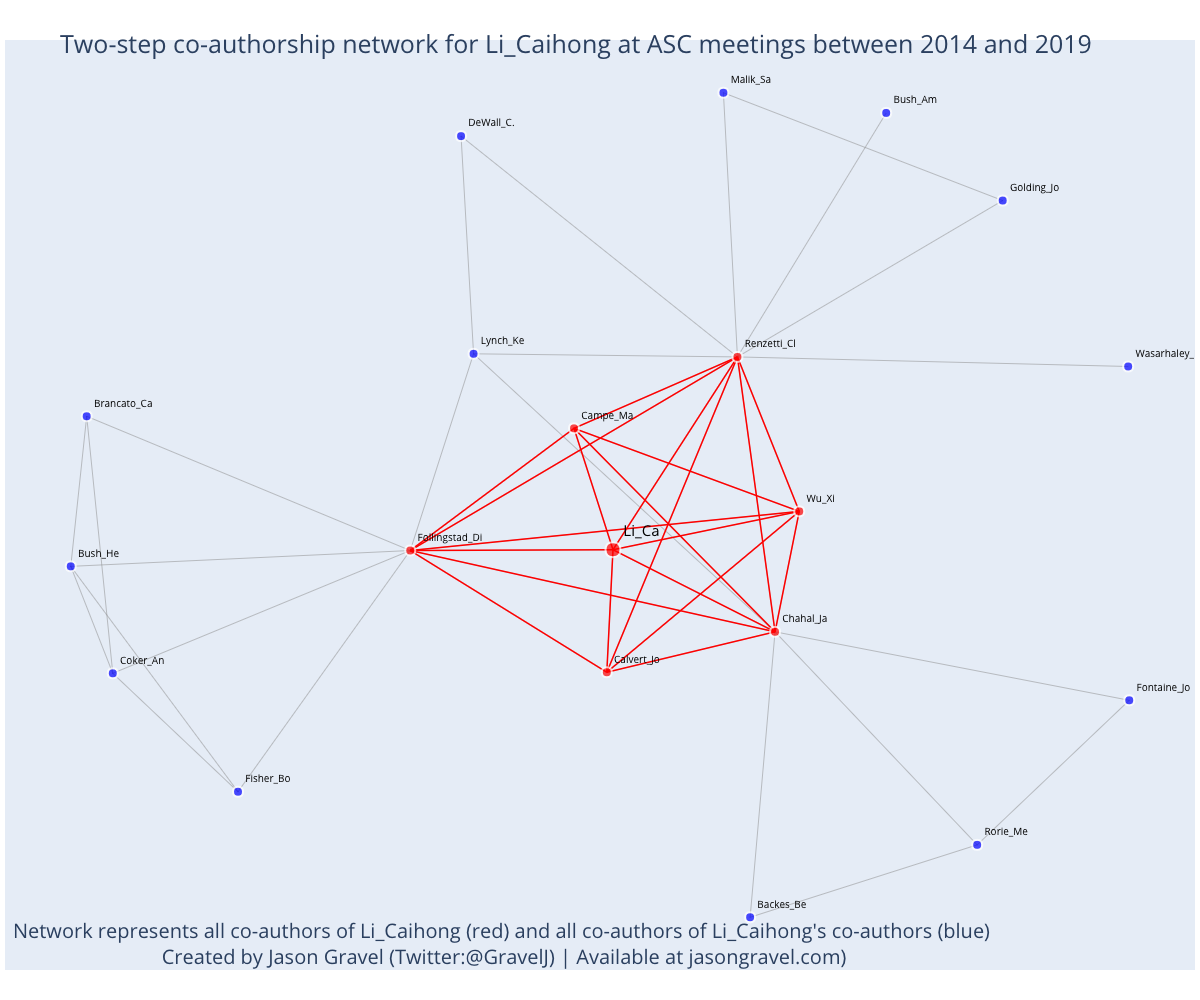 Two-step co-authorship network for Li_Caihong at ASC meetings between 2014 and 2019
Malik_Sa
Bush_Am
DeWall_C.
Golding_Jo
Lynch_Ke
Renzetti_Cl
Wasarhaley_
Brancato_Ca
Campe_Ma
Wu_Xi
Li_Ca
Follingstad_Di
Bush_He
Chahal_Ja
Coker_An
Calvert_Jo
Fontaine_Jo
Fisher_Bo
Rorie_Me
Backes_Be
Network represents all co-authors of Li_Caihong (red) and all co-authors of Li_Caihong's co-authors (blue)
Created by Jason Gravel (Twitter:@GravelJ) | Available at jasongravel.com)